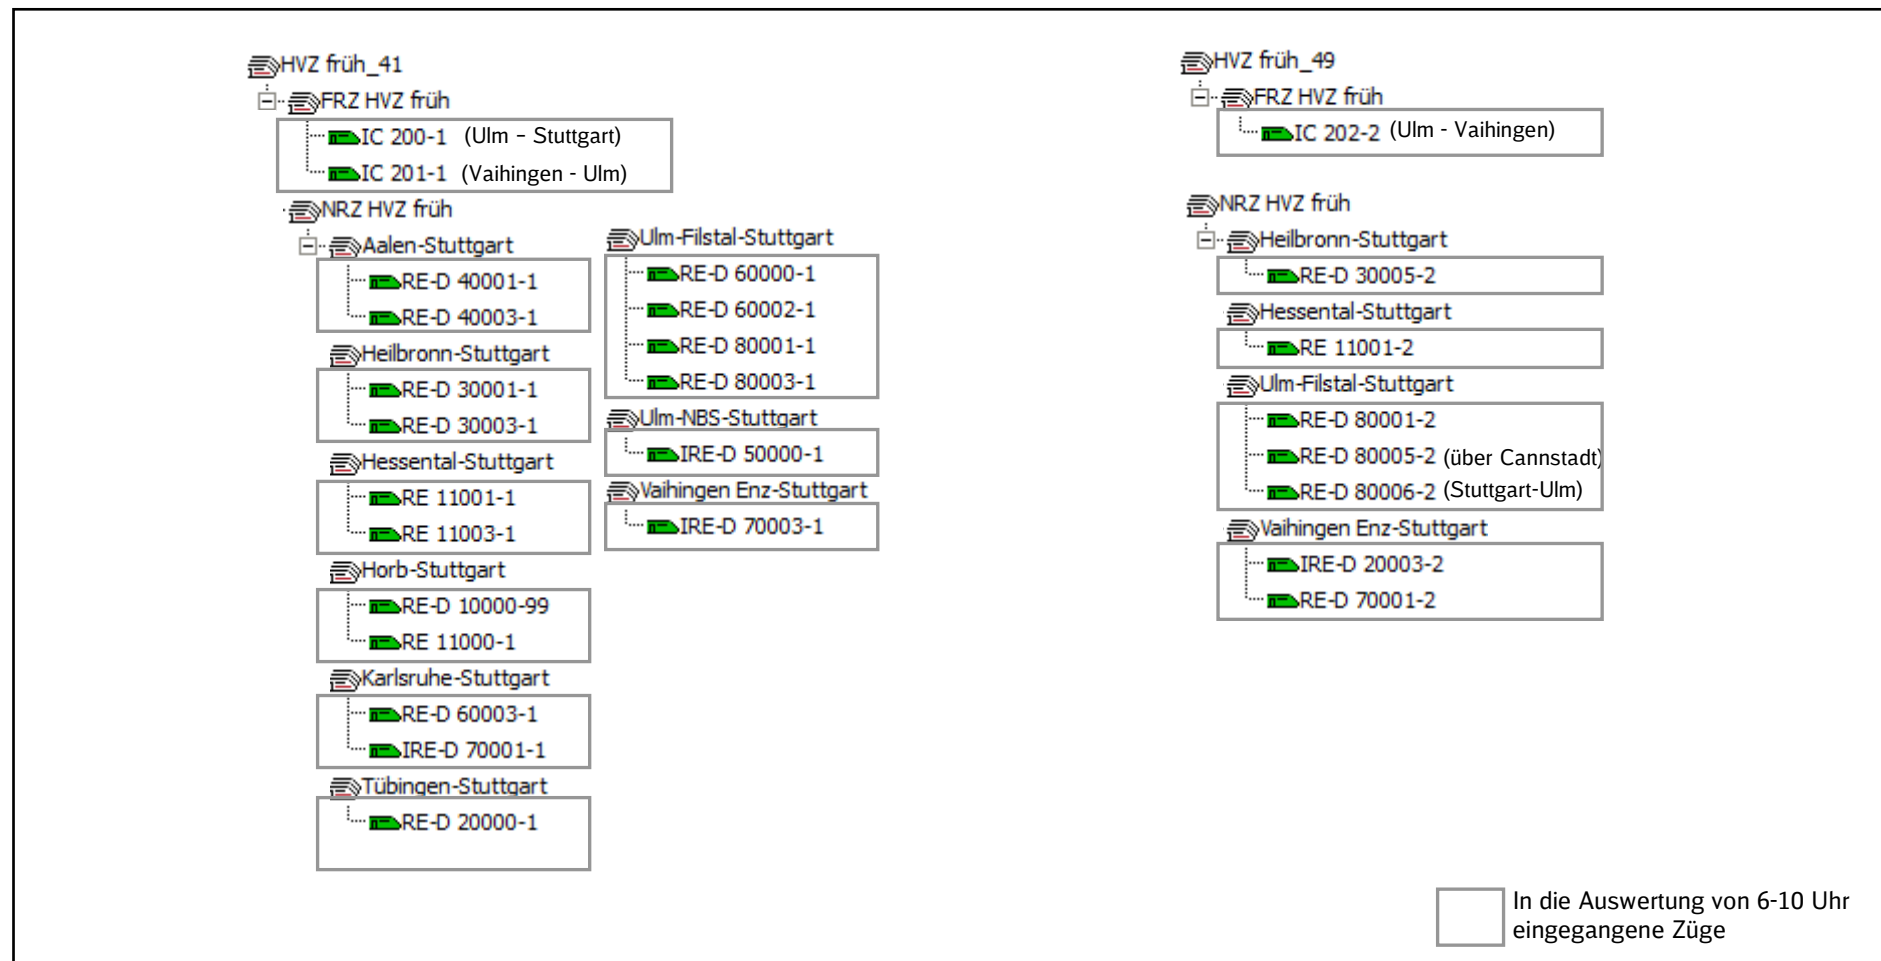 HVZ früh_41
FRZ HVZ früh
IC 200-1 (Ulm – Stuttgart)
IC 201-1 (Vaihingen - Ulm)
NRZ HVZ früh
Aalen-Stuttgart
RE-D 40001-1
RE-D 40003-1
Heilbronn-Stuttgart
RE-D 30001-1
RE-D 30003-1
Hessental-Stuttgart
RE 11001-1
RE 11003-1
Horb-Stuttgart
RE-D 10000-99
RE 11000-1
Karlsruhe-Stuttgart
RE-D 60003-1
IRE-D 70001-1
Tübingen-Stuttgart
RE-D 20000-1
Ulm-Filstal-Stuttgart
RE-D 60000-1
RE-D 60002-1
RE-D 80001-1
RE-D 80003-1
Ulm-NBS-Stuttgart
IRE-D 50000-1
Vaihingen Enz-Stuttgart
IRE-D 70003-1
HVZ früh_49
FRZ HVZ früh
IC 202-2 (Ulm - Vaihingen)
NRZ HVZ früh
Heilbronn-Stuttgart
RE-D 30005-2
Hessental-Stuttgart
RE 11001-2
Ulm-Filstal-Stuttgart
RE-D 80001-2
RE-D 80005-2 (über Cannstadt)
RE-D 80006-2 (Stuttgart-Ulm)
Vaihingen Enz-Stuttgart
IRE-D 20003-2
RE-D 70001-2
In die Auswertung von 6-10 Uhr
eingegangene Züge